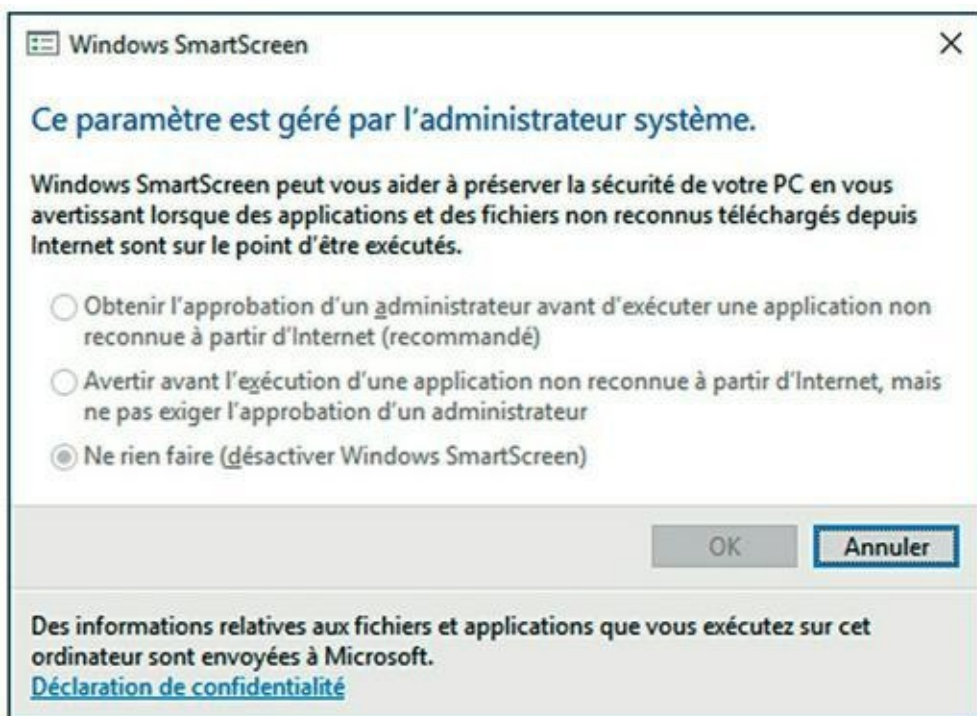 Windows SmartScreen
Ce paramètre est géré par l'administrateur système.
Windows SmartScreen peut vous aider à préserver la sécurité de votre PC en vous
avertissant lorsque des applications et des fichiers non reconnus téléchargés depuis
Internet sont sur le point d'être exécutés.
Obtenir l'approbation d'un administrateur avant d'exécuter une application non
reconnue à partir d'Internet (recommandé)
Avertir avant l'exécution d'une application non reconnue à partir d'Internet, mais
ne pas exiger l'approbation d'un administrateur
Ne rien faire (désactiver Windows SmartScreen)
OK
Annuler
Des informations relatives aux fichiers et applications que vous exécutez sur cet
ordinateur sont envoyées à Microsoft.
Déclaration de confidentialité